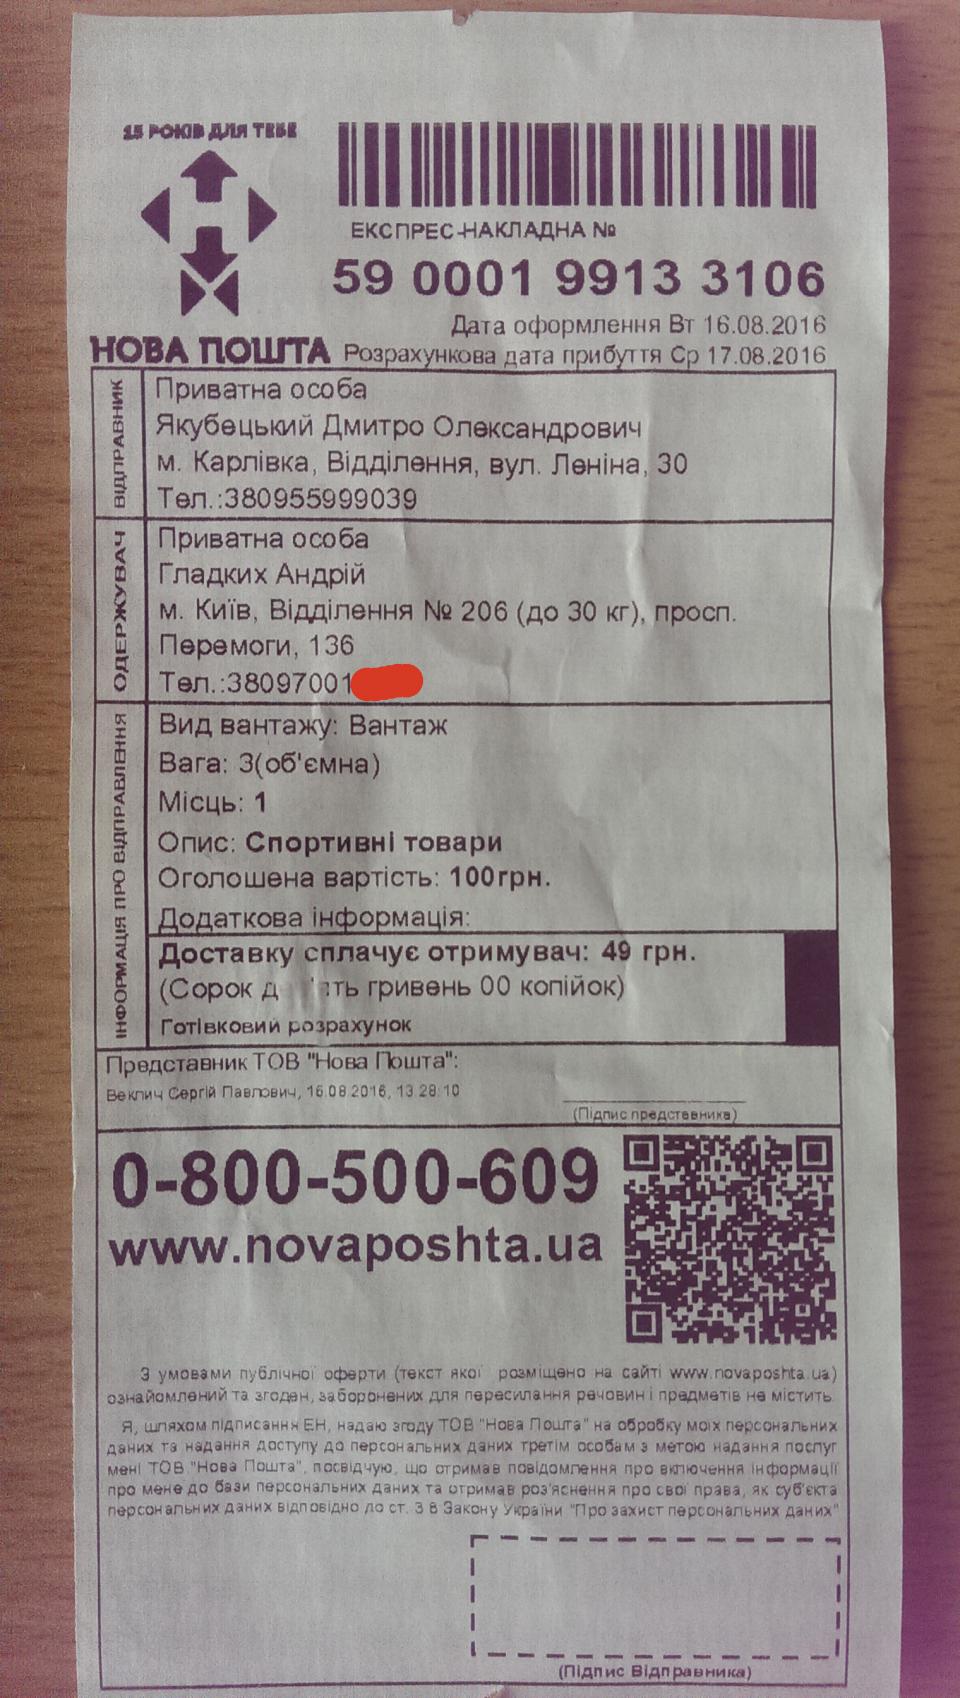 15 РОКІВ ДЛЯ ТЕБЕ
НОВА ПОШТА
ЕКСПРЕС-НАКЛАДНА №
59 0001 9913 3106
Дата оформлення Вт 16.08.2016
Розрахункова дата прибуття Ср 17.08.2016
ВІДПРАВНИК
Приватна особа
Якубецький Дмитро Олександрович
м. Карлівка, Відділення, вул. Леніна, 30
Тел.:380955999039
ОДЕРЖУВАЧ
Приватна особа
Гладких Андрій
м. Київ, Відділення № 206 (до 30 кг), просп.
Перемоги, 136
Тел.:38097001
ІНФОРМАЦІЯ ПРО ВІДПРАВЛЕННЯ
Вид вантажу: Вантаж
Вага: 3(об'ємна)
Місць: 1
Опис: Спортивні товари
Оголошена вартість: 100грн.
Додаткова інформація:
Доставку сплачує отримувач: 49 грн.
(Сорок гривень 00 копійок)
Готівковий розрахунок
Представник ТОВ "Нова Пошта":
Веклич Сергій Павлович, 16.08.2016, 13:28:10
(Підпис представника)
0-800-500-609
www.novaposhta.ua
З умовами публічної оферти (текст якої розміщено на сайті www.novaposhta.ua)
ознайомлений та згоден, заборонених для пересилання речовин і предметів не містить.
Я, шляхом підписання ЕН, надаю згоду ТОВ "Нова Пошта" на обробку моїх персональних
даних та надання доступу до персональних даних третім особам з метою надання послуг
мені ТОВ "Нова Пошта", посвідчую, що отримав повідомлення про включення інформації
про мене до бази персональних даних та отримав роз'яснення про свої права, як суб'єкта
персональних даних відповідно до ст. 3 8 Закону України "Про захист персональних даних"
(Підпис Відправника)